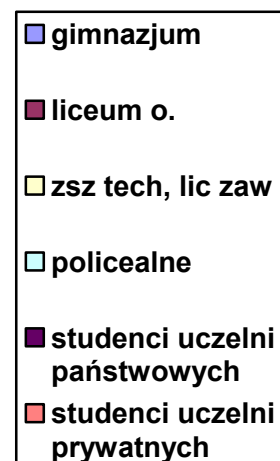 gimnazjum
liceum o.
zsz tech, lic zaw
policealne
studenci uczelni
państwowych
studenci uczelni
prywatnych